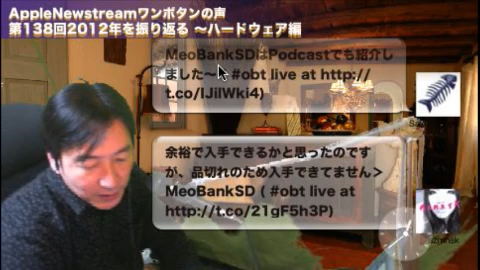 AppleNewstreamワンボタンの声
第138回2012年を振り返る ～ハードウェア編
MeoBankSDはPodcastでも紹介し
ました～ #obt live at http://
t.co/IJilWki4)
余裕で入手できるかと思ったのです
が、品切れのため入手できてません＞
MeoBankSD ( #obt live at
http://t.co/21gF5h3P)